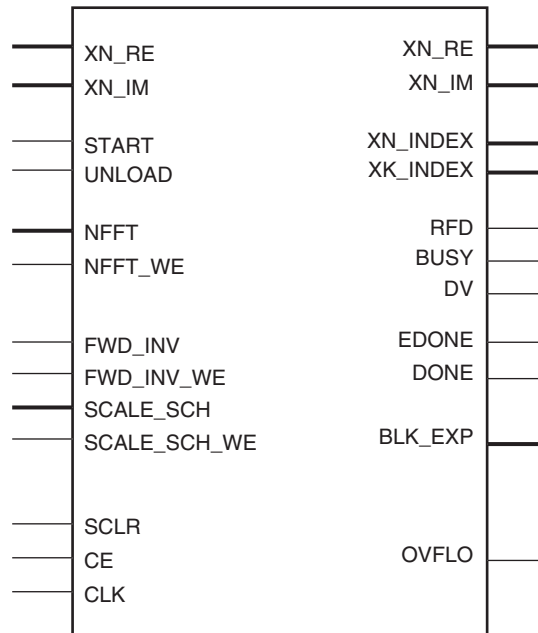 XN_RE
XN_IM
START
UNLOAD
NFFT
NFFT_WE
FWD_INV
FWD_INV_WE
SCALE_SCH
SCALE_SCH_WE
SCLR
CE
CLK
XN_RE
XN_IM
XN_INDEX
XK_INDEX
RFD
BUSY
DV
EDONE
DONE
BLK_EXP
OVFLO